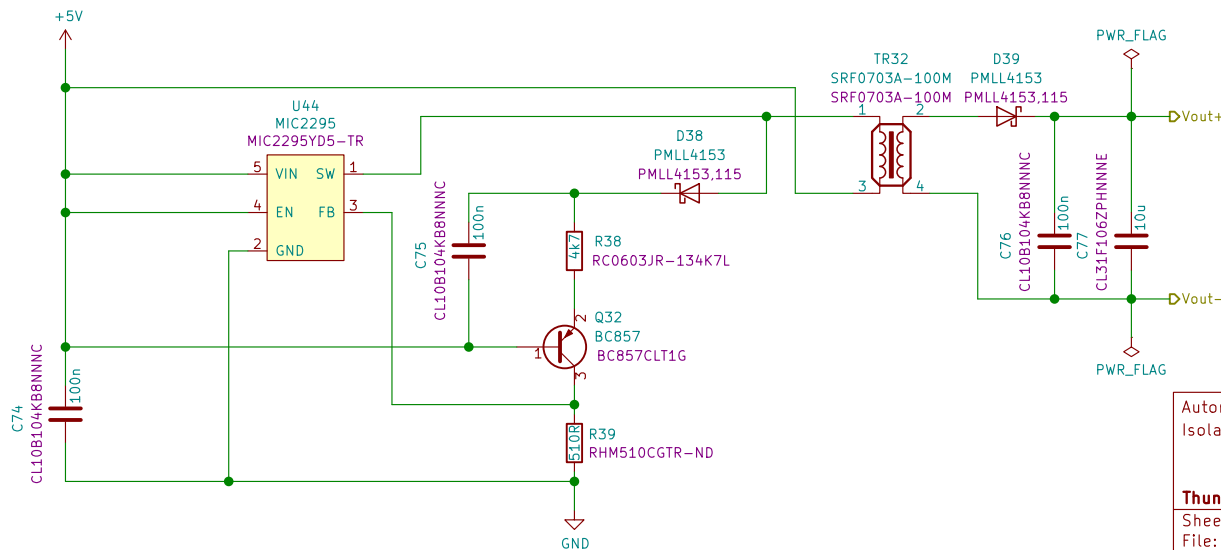 +5V
PWR_FLAG
TR32
SRF0703A-100M
SRF0703A-100M
D39
PMLL4153
PMLL4153,115
U44
MIC2295
MIC2295YD5-TR
1
2
3
4
Vout+
5
VIN
SW
1
4
EN
FB
3
2
GND
D38
PMLL4153
PMLL4153,115
C75
100n
CL10B104KB8NNNC
4k7
R38
RC0603JR-134K7L
C76
100n
CL10B104KB8NNNC
C77
10u
CL31F106ZPHNNNE
Vout-
1
2
3
Q32
BC857
BC857CLT1G
PWR_FLAG
C74
100n
CL10B104KB8NNNC
510R
R39
RHM510CGTR-ND
GND
Autor
Isola
Thun
Shee
File: